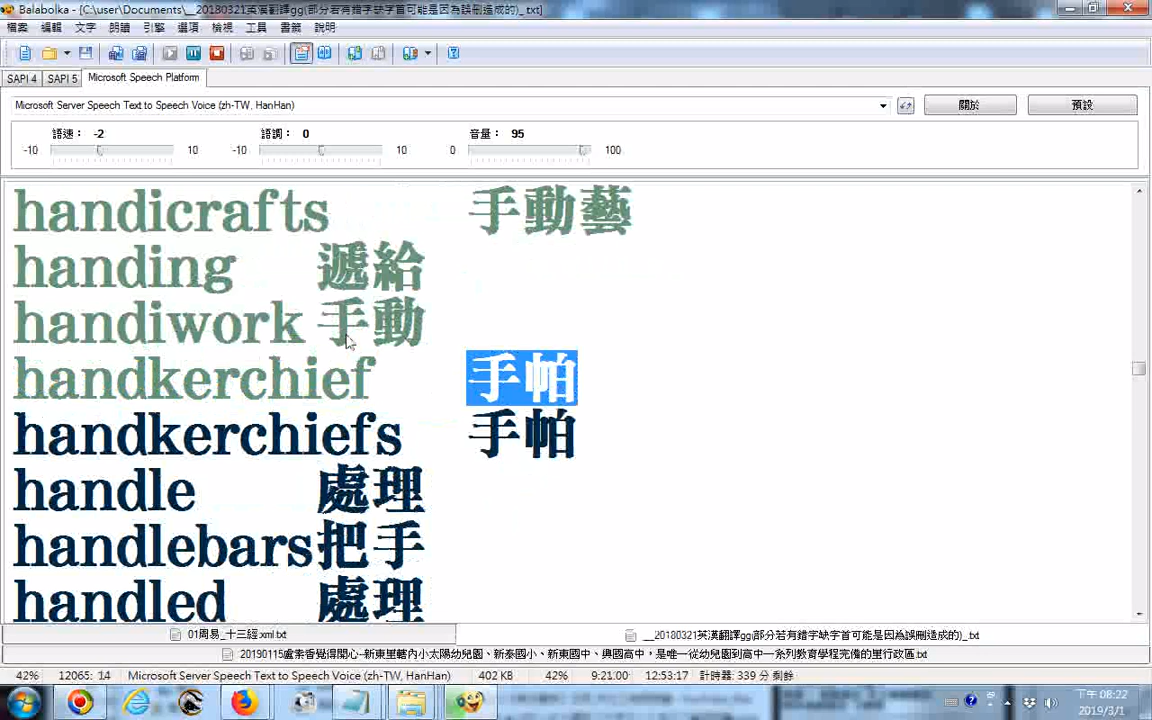 Balabolka - [C:\user\Documents\__20180321英漢翻譯gg(部分若有錯字缺字首可能是因為誤刪造成的)_.txt]
檔案 編輯 文字 朗讀 引擎 選項 檢視 工具 書籤 說明
SAPI 4 SAPI 5 Microsoft Speech Platform
Microsoft Server Speech Text to Speech Voice (zh-TW, HanHan) 關於 預設
語速: -2 語調: 0 音量: 95
-10 10 -10 10 0 100
handicrafts 手動藝
handing 遞給
handiwork 手動
handkerchief 手帕
handkerchiefs 手帕
handle 處理
handlebars 把手
handled 處理
01周易_十三經.xml.txt __20180321英漢翻譯gg(部分若有錯字缺字首可能是因為誤刪造成的)_.txt
20190115盧素香覺得開心--新東里轄內小太陽幼兒園、新泰國小、新東國中、興國高中，是唯一從幼兒園到高中一系列教育學程完備的里行政區.txt
42% 12065: 14 Microsoft Server Speech Text to Speech Voice (zh-TW, HanHan) 402 KB 42% 9:21:00 12:53:17 計時器: 339 分 剩餘
下午 08:22
2019/3/1